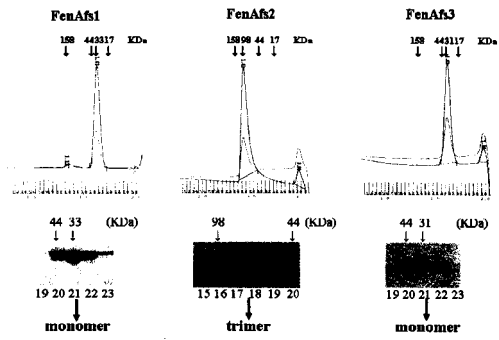 FenAfs1 FenAfs2 FenAfs3
158 443317 KDa 158 98 44 17 KDa 158 443117 KDa
44 33 (KDa) 98 44 (KDa) 44 31 (KDa)
19 20 21 22 23 15 16 17 18 19 20 19 20 21 22 23
monomer trimer monomer